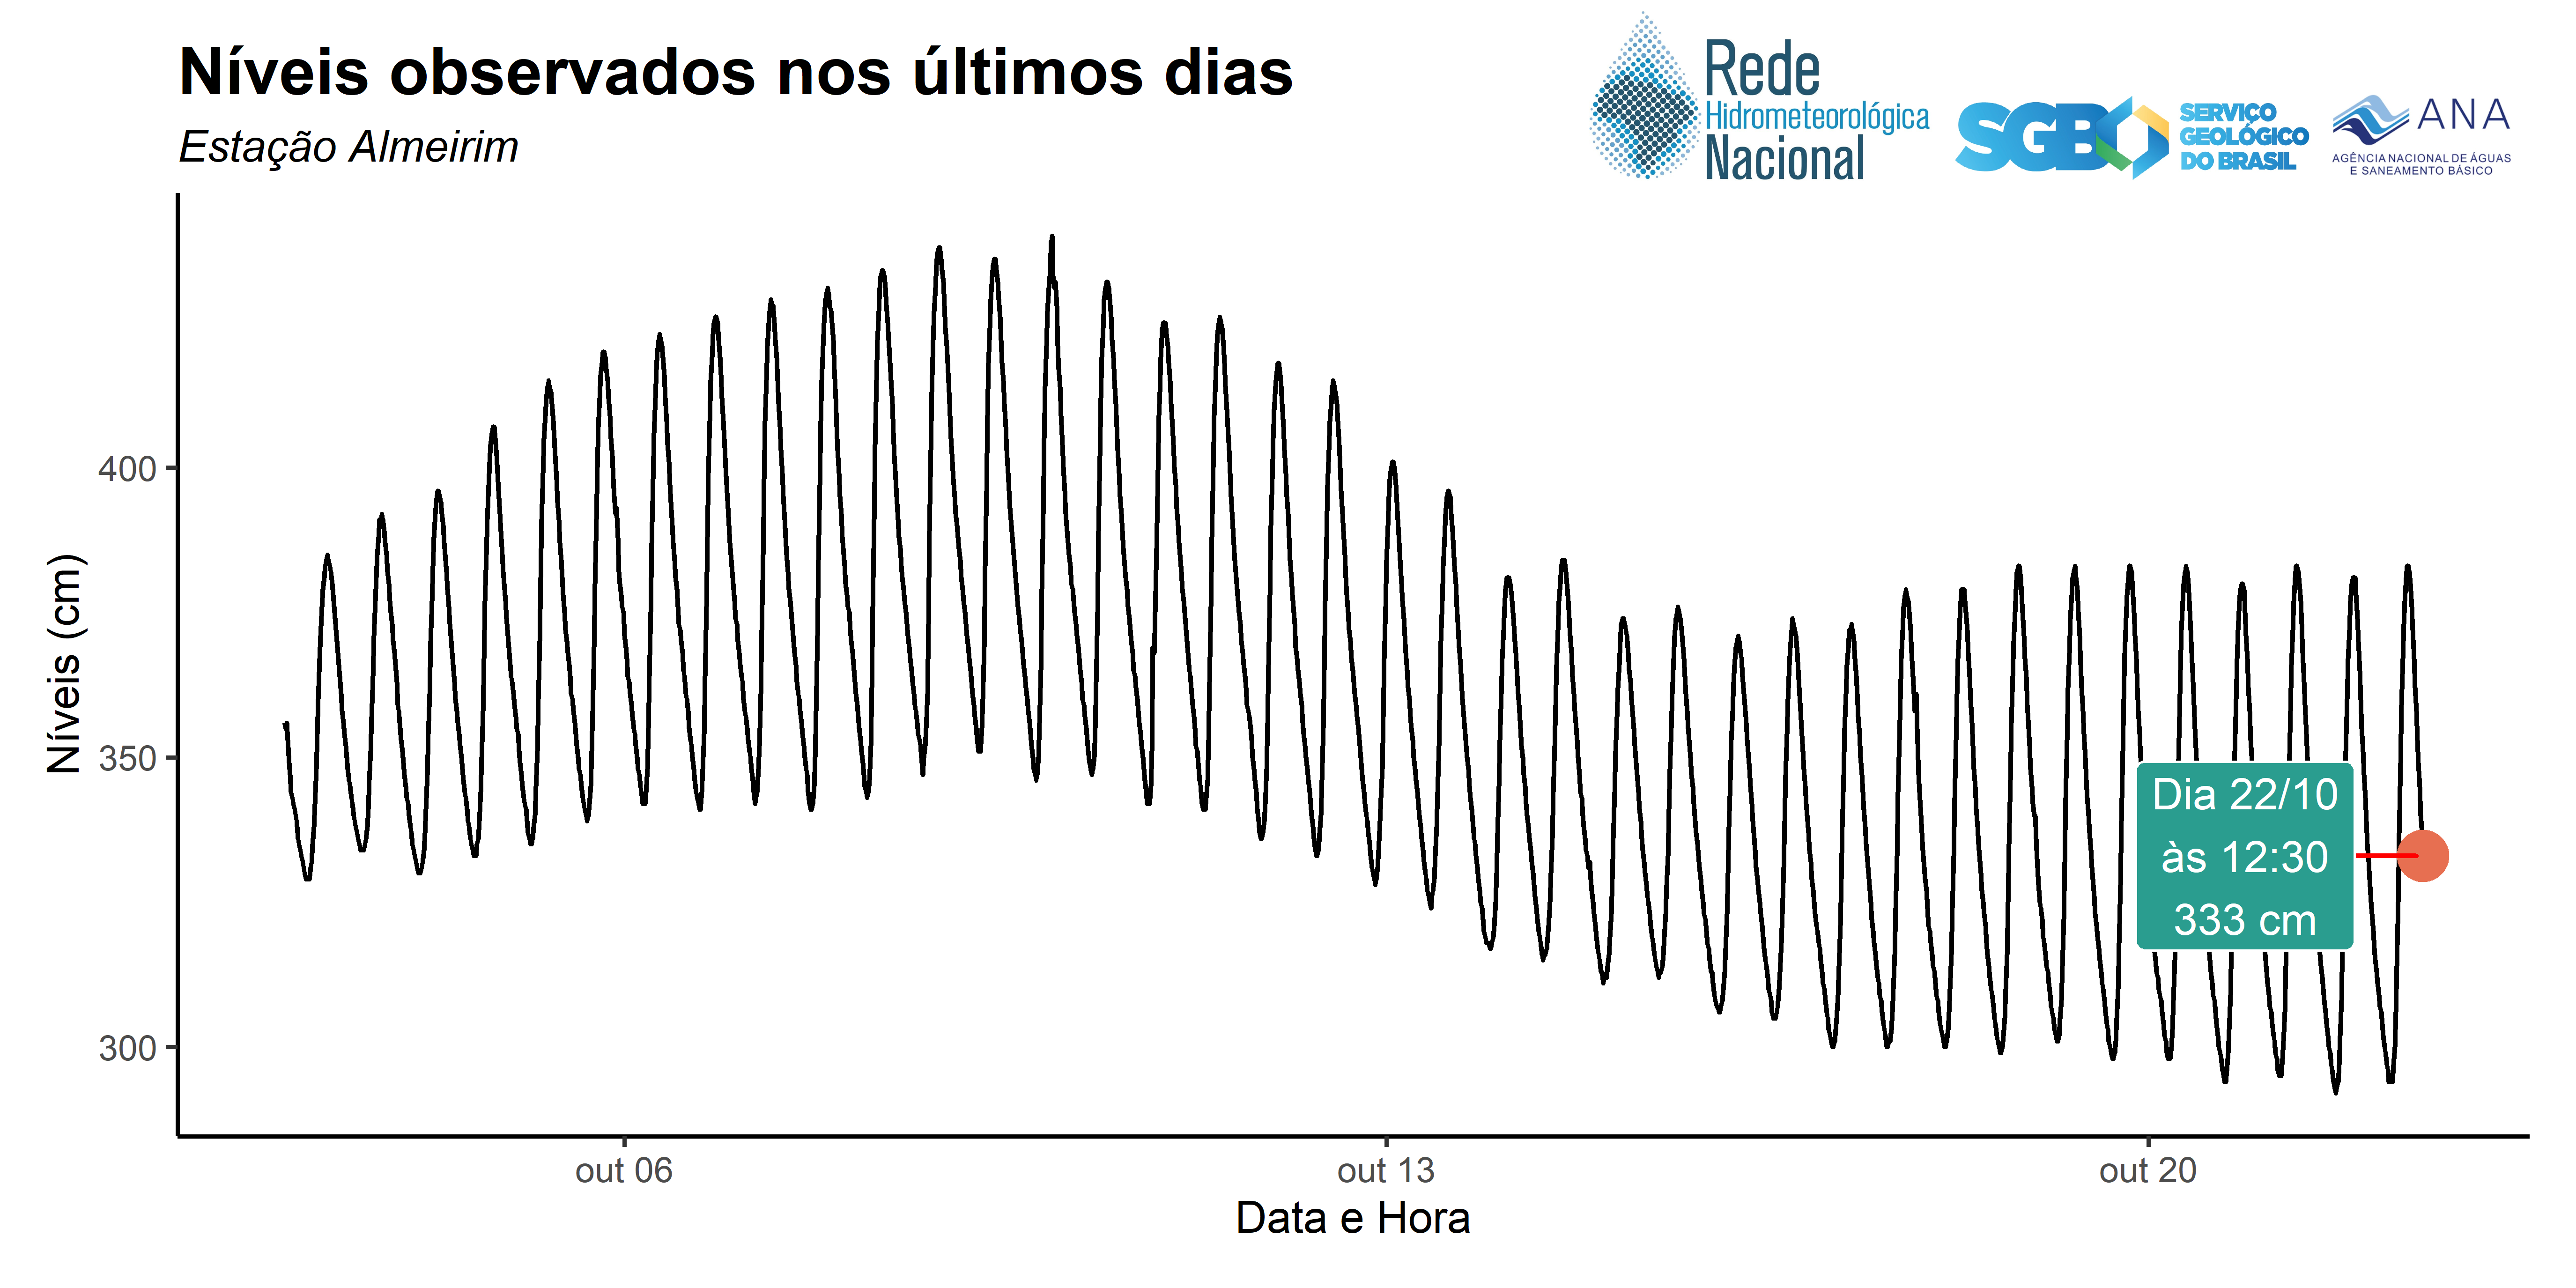 Níveis observados nos últimos dias
Estação Almeirim
Rede
Hidrometeorológica
Nacional
SGB
SERVIÇO
GEOLÓGICO
DO BRASIL
ANA
AGÊNCIA NACIONAL DE ÁGUAS
E SANEAMENTO BÁSICO
Níveis (cm)
400
350
300
Dia 22/10
às 12:30
333 cm
out 06
out 13
out 20
Data e Hora